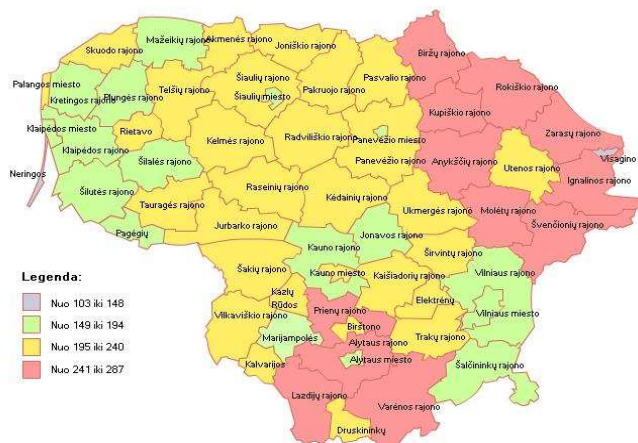 Mažeikių rajono
Akmenės rajono
Joniškio rajono
Skuodo rajono
Biržų rajono
Pasvalio rajono
Šiaulių rajono
Pakruojo rajono
Rokiškio rajono
Palangos miesto
Kretingos rajono
Plungės rajono
Telšių rajono
Šiaulių miesto
Kupiškio rajono
Klaipėdos miesto
Rietavo
Kelmės rajono
Radviliškio rajono
Panevėžio miesto
Zarasų rajono
Klaipėdos rajono
Šilalės rajono
Panevėžio rajono
Anykščių rajono
Visagino
Utenos rajono
Ignalinos rajono
Neringos
Šilutės rajono
Raseinių rajono
Kėdainių rajono
Tauragės rajono
Ukmergės rajono
Molėtų rajono
Švenčionių rajono
Pagėgių
Jurbarko rajono
Jonavos rajono
Kauno rajono
Širvintų rajono
Šakių rajono
Kauno miesto
Kaišiadorių rajono
Vilniaus rajono
Legenda:
Nuo 103 iki 148
Nuo 149 iki 194
Nuo 195 iki 240
Nuo 241 iki 287
Kazlų
Rūdos
Elektrėnų
Prienų rajono
Vilniaus miesto
Vilkaviškio rajono
Birštono
Marijampolės
Alytaus rajono
Trakų rajono
Alytaus miesto
Kalvarijos
Šalčininkų rajono
Lazdijų rajono
Varėnos rajono
Druskininkų